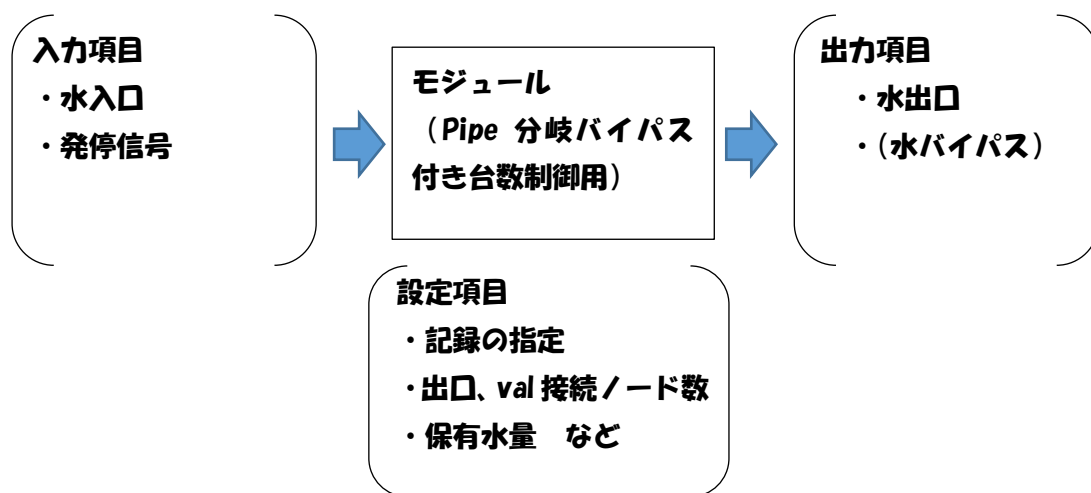 入力項目
・水入口
・発停信号
モジュール
（Pipe 分岐バイパス
付き台数制御用）
出力項目
・水出口
・（水バイパス）
設定項目
・記録の指定
・出口、val 接続ノード数
・保有水量　など